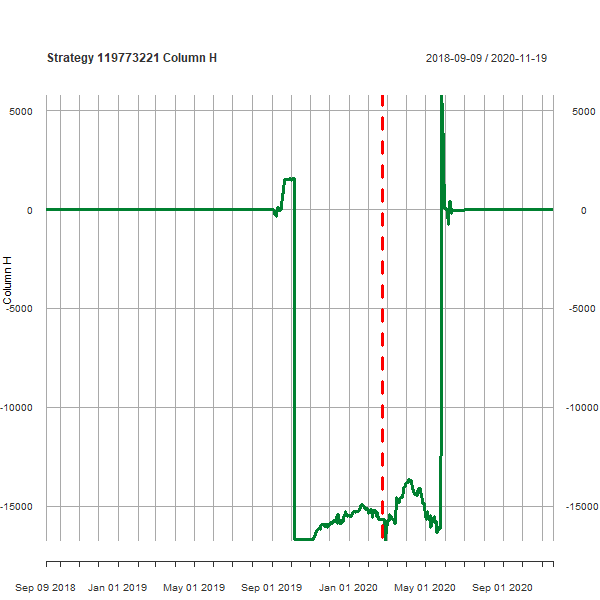 Strategy 119773221 Column H
2018-09-09 / 2020-11-19
5000
5000
0
0
-5000
-5000
-10000
-10000
-15000
-15000
Column H
Sep 09 2018
Jan 01 2019
May 01 2019
Sep 01 2019
Jan 01 2020
May 01 2020
Sep 01 2020